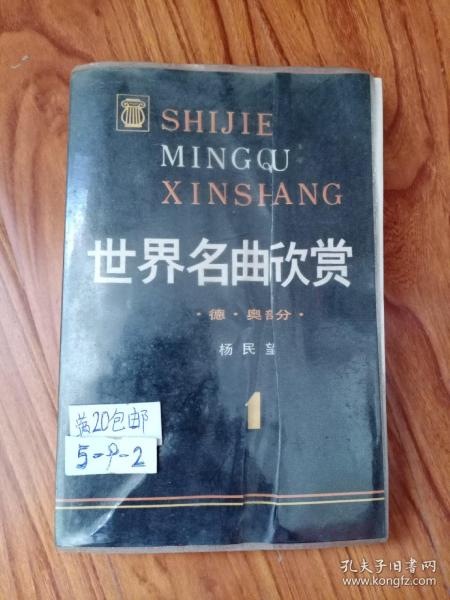 SHIJIE
MINGQU
XINSHANG
世界名曲欣赏
·德·奥部分·
杨民望
1
满20包邮
5-9-2
孔夫子旧书网
www.kongfz.com